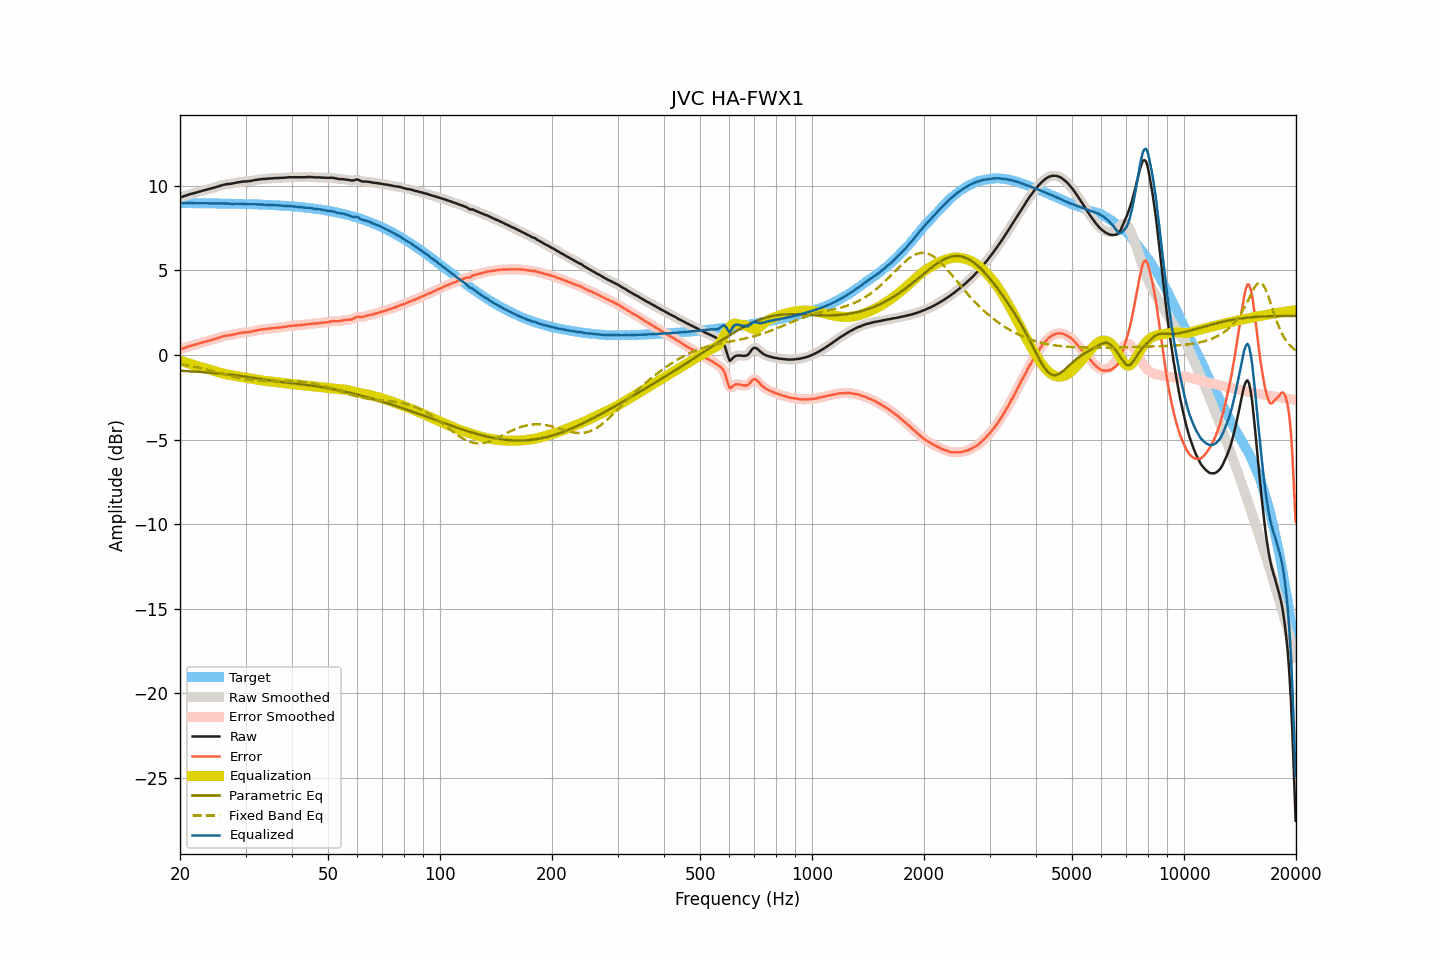 JVC HA-FWX1
Amplitude (dBr)
10
5
0
−5
−10
−15
−20
−25
Target
Raw Smoothed
Error Smoothed
Raw
Error
Equalization
Parametric Eq
Fixed Band Eq
Equalized
20 50 100 200 500 1000 2000 5000 10000 20000
Frequency (Hz)